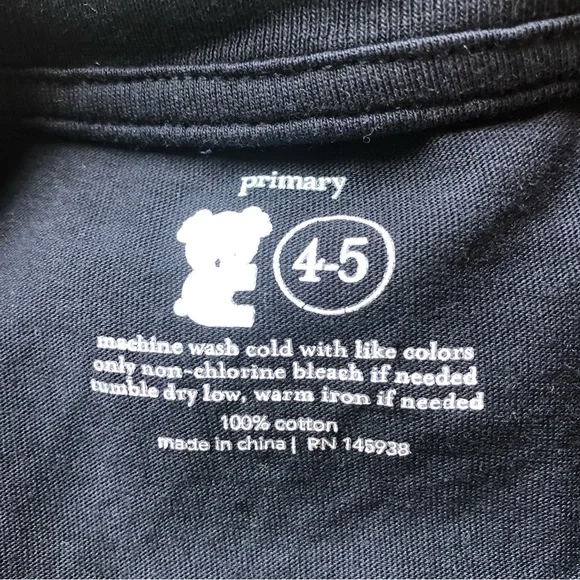 primary
4-5
machine wash cold with like colors
only non-chlorine bleach if needed
tumble dry low, warm iron if needed
100% cotton
made in china | RN 145938